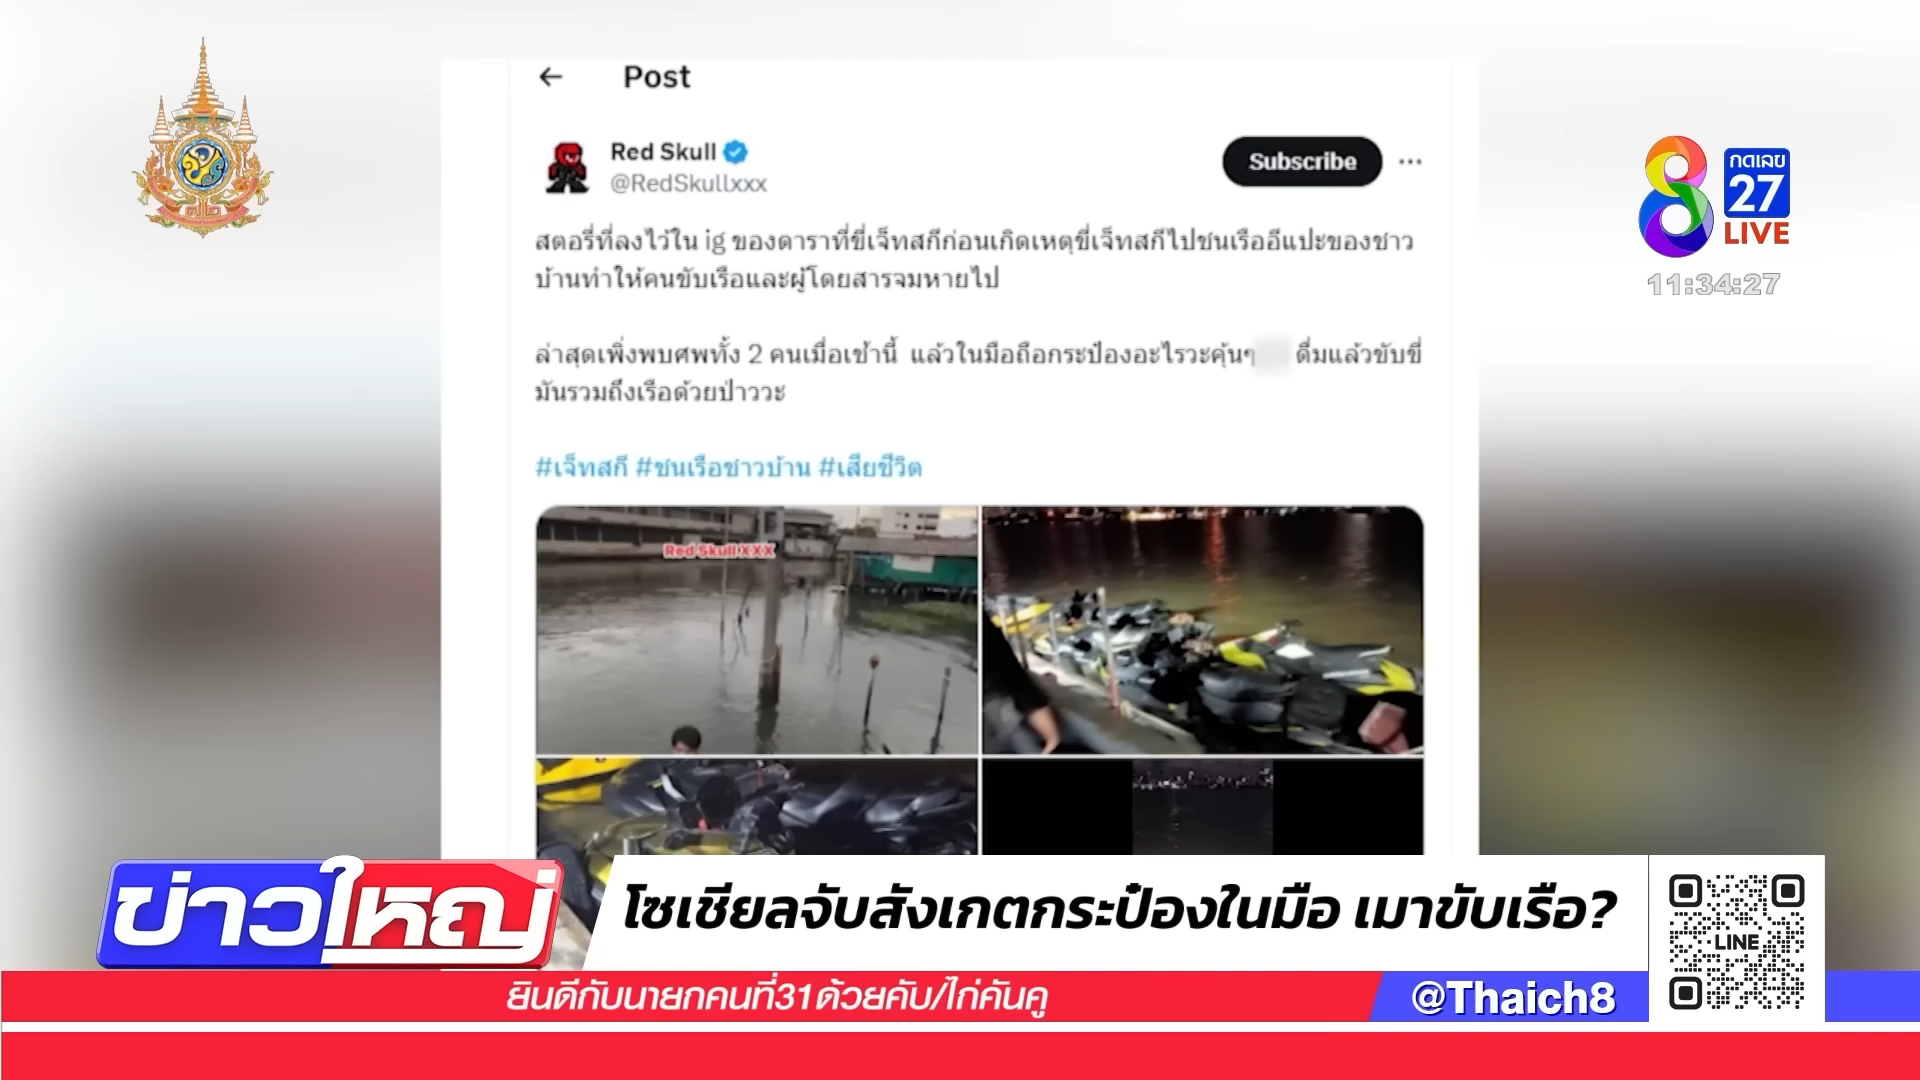 Post
Red Skull
@RedSkullxxx
Subscribe
สตอรี่ที่ลงไว้ใน ig ของดาราที่ขี่เจ็ทสกีก่อนเกิดเหตุขี่เจ็ทสกีไปชนเรืออีแปะของชาว
บ้านทำให้คนขับเรือและผู้โดยสารจมหายไป
ล่าสุดเพิ่งพบศพทั้ง 2 คนเมื่อเช้านี้ แล้วในมือถือกระป๋องอะไรวะคุ้นๆ ดื่มแล้วขับขี่
มันรวมถึงเรือด้วยป่าววะ
#เจ็ทสกี #ชนเรือชาวบ้าน #เสียชีวิต
Red Skull XXX
8
กดเลข
27
LIVE
11:34:27
ข่าวใหญ่
โซเชียลจับสังเกตกระป๋องในมือ เมาขับเรือ?
LINE
ยินดีกับนายกคนที่31ด้วยคับ/ไก่คันคู
@Thaich8